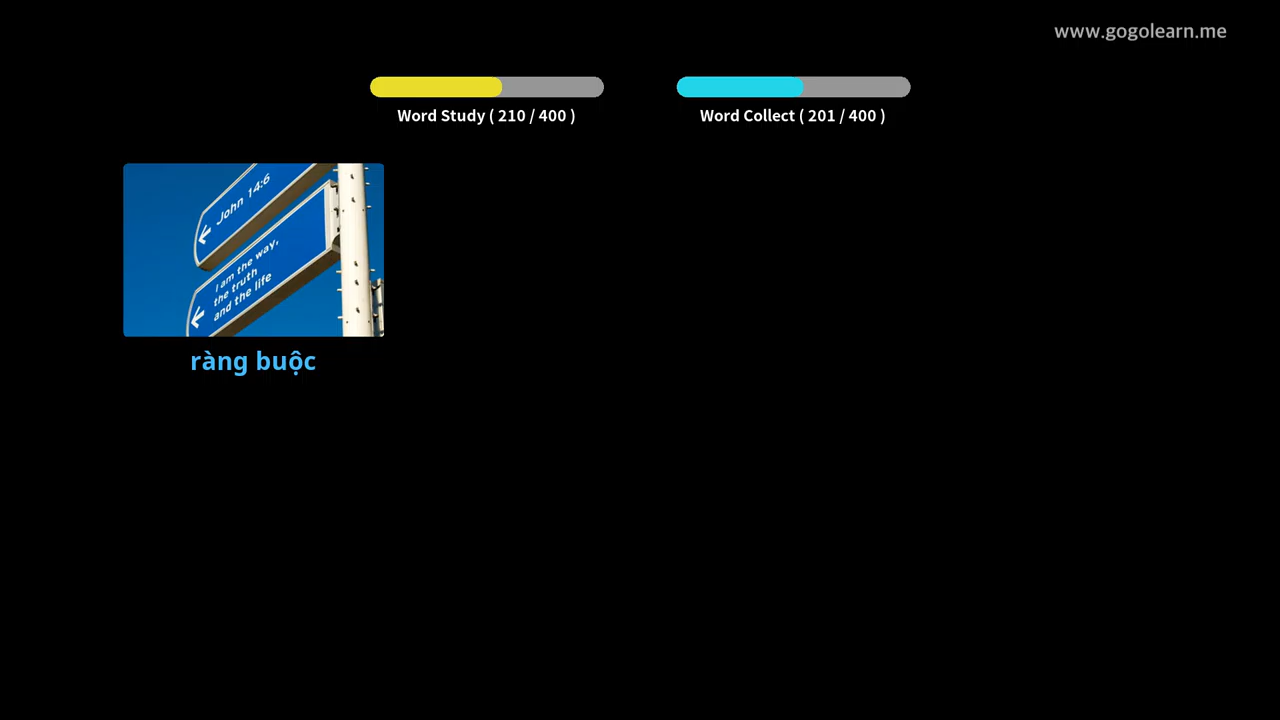 www.gogolearn.me
Word Study ( 210 / 400 )
Word Collect ( 201 / 400 )
John 14:6
I am the way,
the truth
and the life
ràng buộc